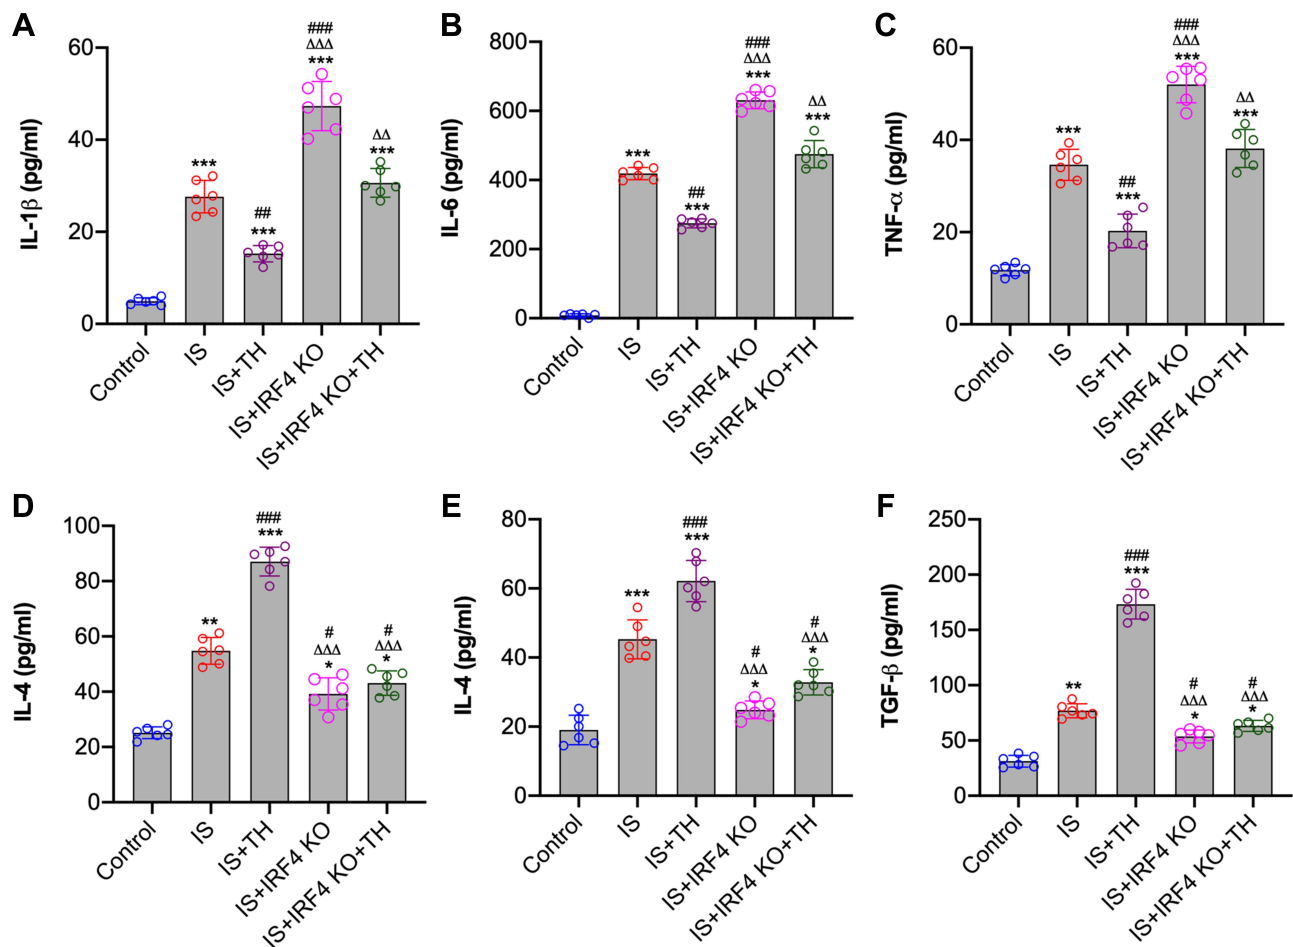 A
IL-1β (pg/ml)
60
40
20
0
***
##
***
###
ΔΔΔ
***
ΔΔ
***
Control
IS
IS+TH
IS+IRF4 KO
IS+IRF4 KO+TH
B
IL-6 (pg/ml)
800
600
400
200
0
***
##
***
###
ΔΔΔ
***
ΔΔ
***
Control
IS
IS+TH
IS+IRF4 KO
IS+IRF4 KO+TH
C
TNF-α (pg/ml)
60
40
20
0
***
##
***
###
ΔΔΔ
***
ΔΔ
***
Control
IS
IS+TH
IS+IRF4 KO
IS+IRF4 KO+TH
D
IL-4 (pg/ml)
100
80
60
40
20
0
**
###
***
#
ΔΔΔ
*
#
ΔΔΔ
*
Control
IS
IS+TH
IS+IRF4 KO
IS+IRF4 KO+TH
E
IL-4 (pg/ml)
80
60
40
20
0
***
###
***
#
ΔΔΔ
*
#
ΔΔΔ
*
Control
IS
IS+TH
IS+IRF4 KO
IS+IRF4 KO+TH
F
TGF-β (pg/ml)
250
200
150
100
50
0
**
###
***
#
ΔΔΔ
*
#
ΔΔΔ
*
Control
IS
IS+TH
IS+IRF4 KO
IS+IRF4 KO+TH